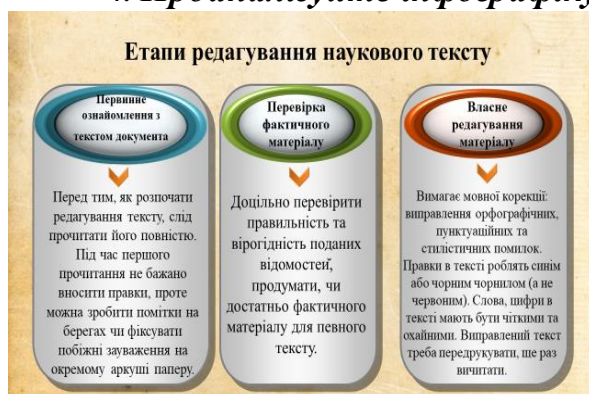 Етапи редагування наукового тексту
Первинне
ознайомлення з
текстом документа
Перед тим, як розпочати
редагування тексту, слід
прочитати його повністю.
Під час першого
прочитання не бажано
вносити правки, проте
можна зробити помітки на
берегах чи фіксувати
побіжні зауваження на
окремому аркуші паперу.
Перевірка
фактичного
матеріалу
Доцільно перевірити
правильність та
вірогідність поданих
відомостей,
продумати, чи
достатньо фактичного
матеріалу для певного
тексту.
Власне
редагування
матеріалу
Вимагає мовної корекції:
виправлення орфографічних,
пунктуаційних та
стилістичних помилок.
Правки в тексті роблять синім
або чорним чорнилом (а не
червоним). Слова, цифри в
тексті мають бути чіткими та
охайними. Виправлений текст
треба передрукувати, ще раз
вичитати.